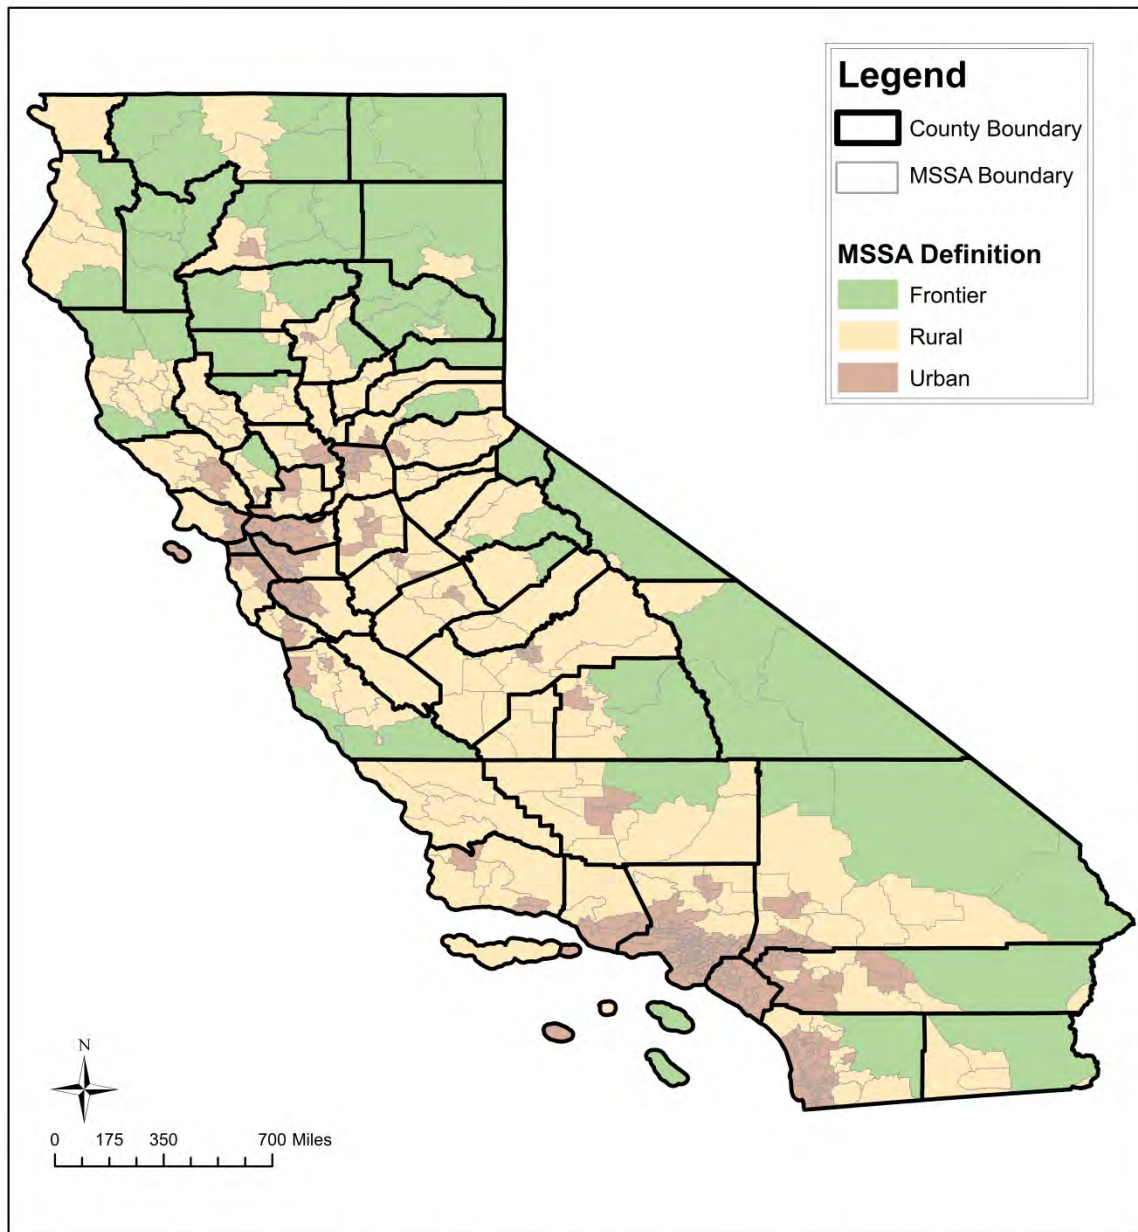 Legend
County Boundary
MSSA Boundary
MSSA Definition
Frontier
Rural
Urban
N
0 175 350 700 Miles